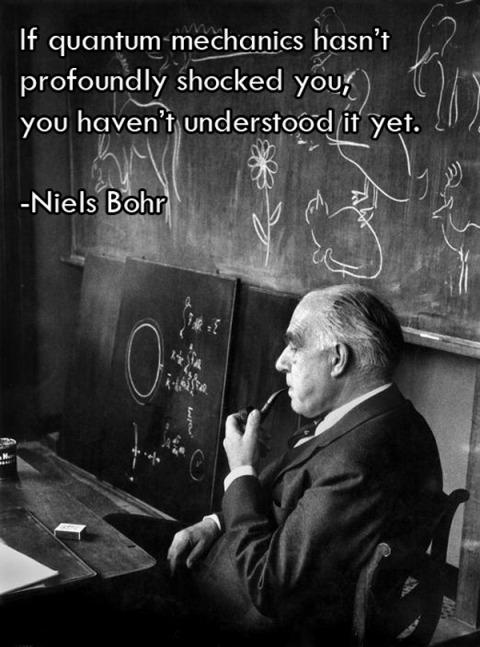 If quantum mechanics hasn't
profoundly shocked you,
you haven't understood it yet.
-Niels Bohr